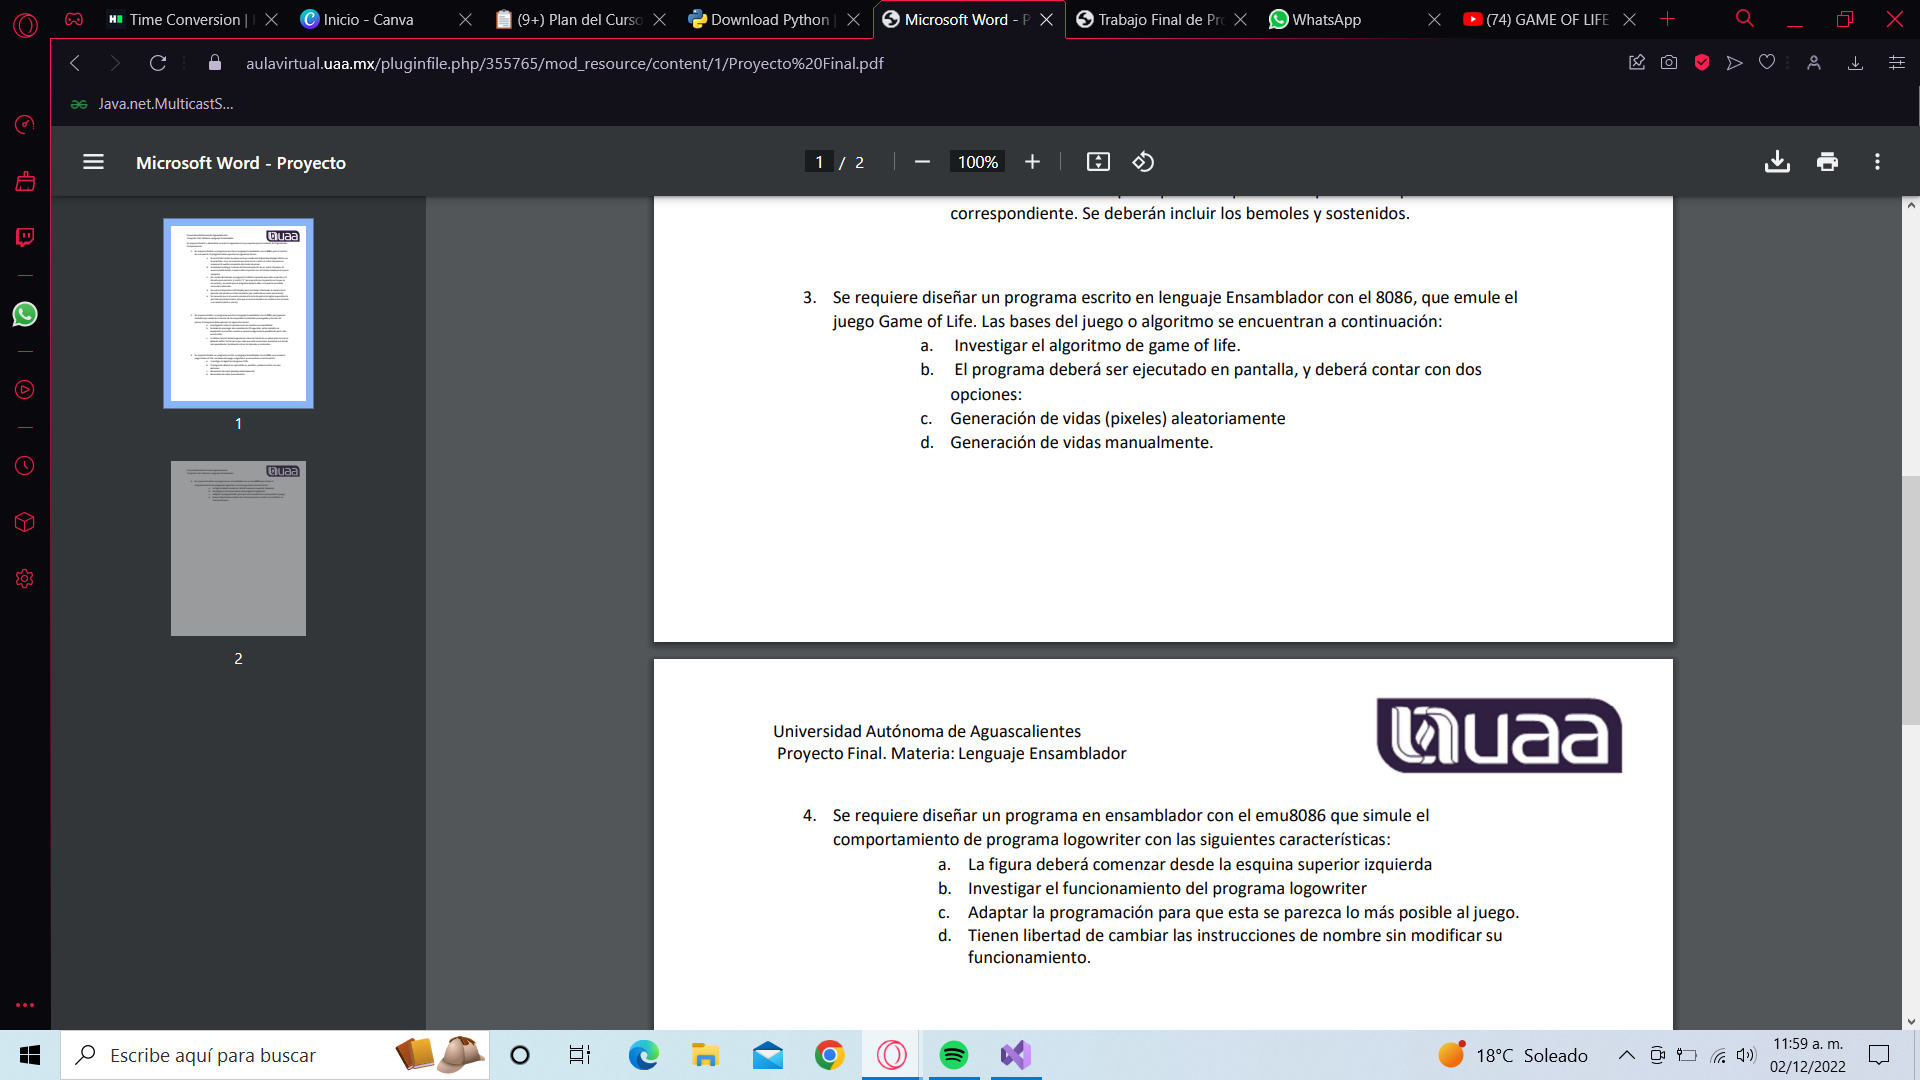 Time Conversion |
Inicio - Canva
(9+) Plan del Curso
Download Python |
Microsoft Word - P
Trabajo Final de Pr
WhatsApp
(74) GAME OF LIFE
aulavirtual.uaa.mx/pluginfile.php/355765/mod_resource/content/1/Proyecto%20Final.pdf
Java.net.MulticastS...
Microsoft Word - Proyecto
1 / 2
100%
correspondiente. Se deberán incluir los bemoles y sostenidos.
3. Se requiere diseñar un programa escrito en lenguaje Ensamblador con el 8086, que emule el
juego Game of Life. Las bases del juego o algoritmo se encuentran a continuación:
a. Investigar el algoritmo de game of life.
b. El programa deberá ser ejecutado en pantalla, y deberá contar con dos
opciones:
c. Generación de vidas (pixeles) aleatoriamente
d. Generación de vidas manualmente.
1
2
uaa
Universidad Autónoma de Aguascalientes
Proyecto Final. Materia: Lenguaje Ensamblador
4. Se requiere diseñar un programa en ensamblador con el emu8086 que simule el
comportamiento de programa logowriter con las siguientes características:
a. La figura deberá comenzar desde la esquina superior izquierda
b. Investigar el funcionamiento del programa logowriter
c. Adaptar la programación para que esta se parezca lo más posible al juego.
d. Tienen libertad de cambiar las instrucciones de nombre sin modificar su
funcionamiento.
Escribe aquí para buscar
18°C Soleado
11:59 a. m.
02/12/2022